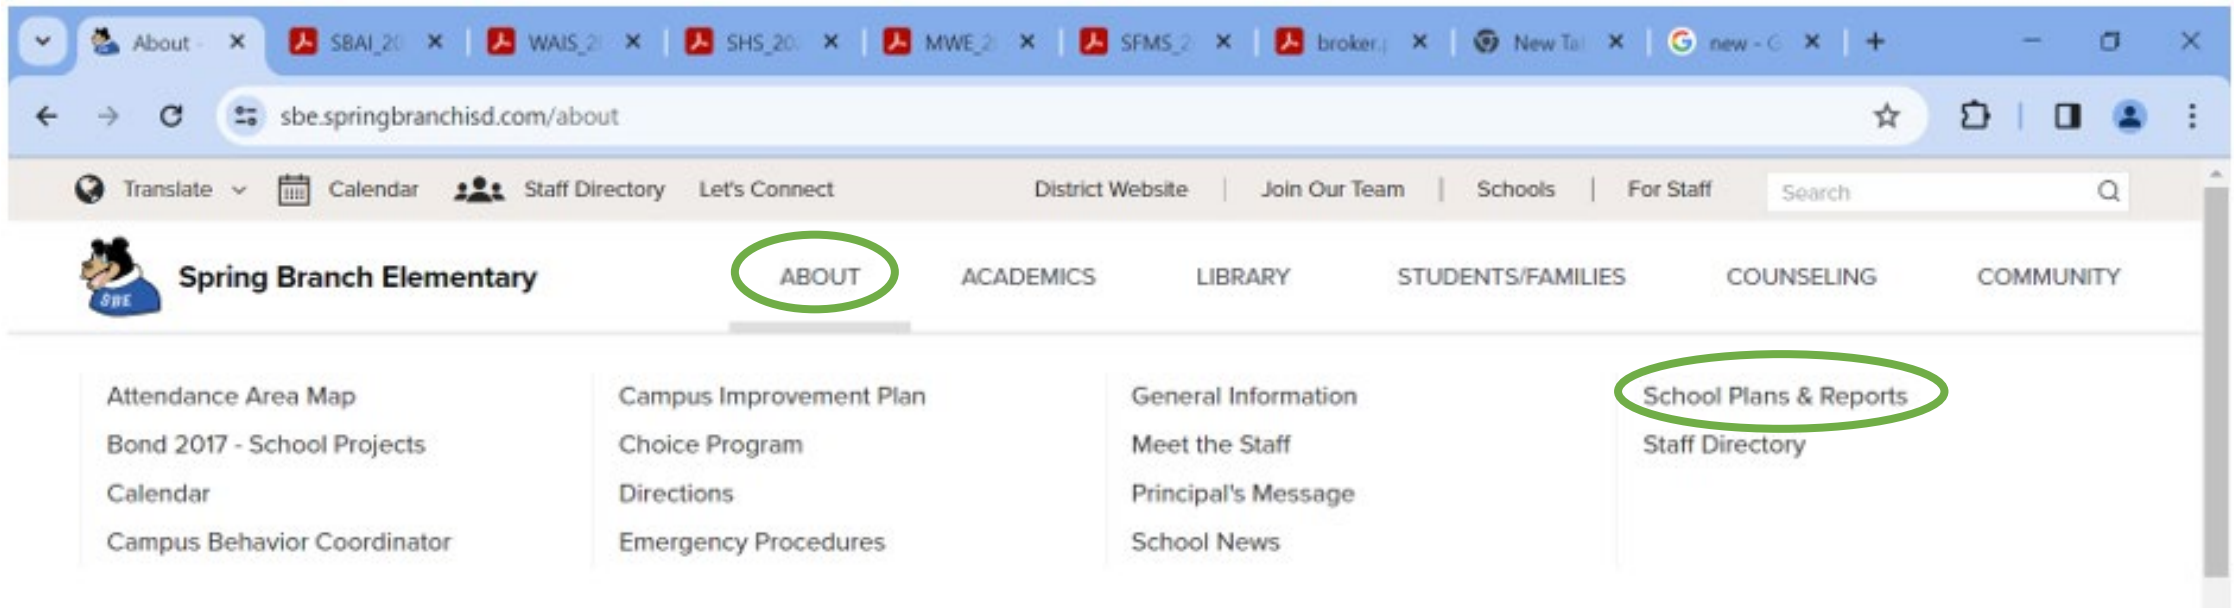 About - SBAI_20 WAIS_2 SHS_20 MWE_2 SFMS_2 broker.p New Tal new - G
sbe.springbranchisd.com/about
Translate Calendar Staff Directory Let's Connect District Website | Join Our Team | Schools | For Staff Search
SBE Spring Branch Elementary ABOUT ACADEMICS LIBRARY STUDENTS/FAMILIES COUNSELING COMMUNITY
Attendance Area Map Campus Improvement Plan General Information School Plans & Reports
Bond 2017 - School Projects Choice Program Meet the Staff Staff Directory
Calendar Directions Principal's Message
Campus Behavior Coordinator Emergency Procedures School News